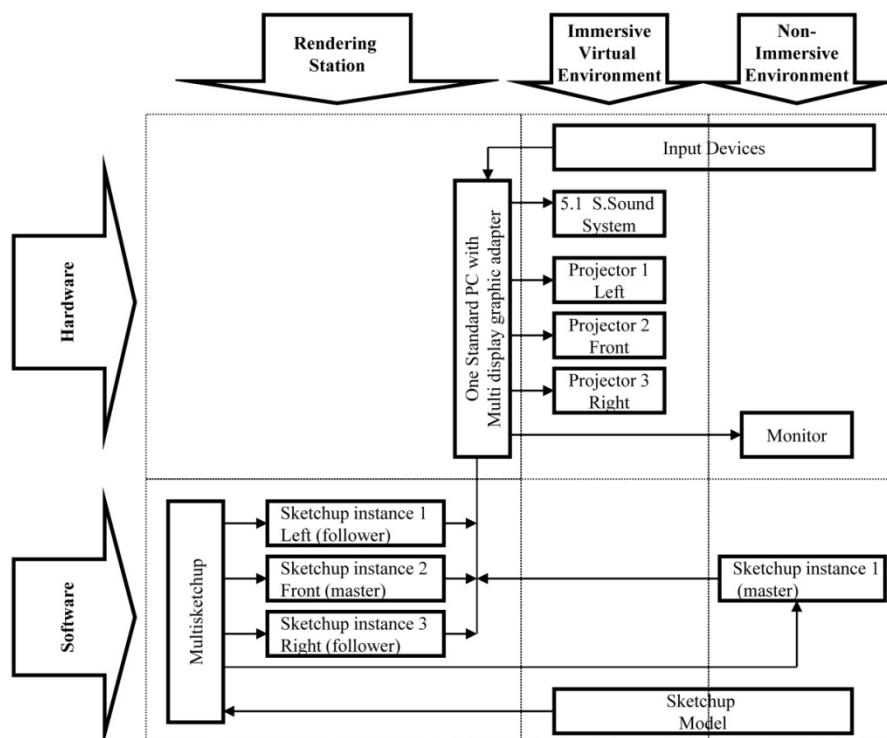 Rendering
Station
Immersive
Virtual
Environment
Non-
Immersive
Environment
Hardware
Input Devices
One Standard PC with
Multi display graphic adapter
5.1 S.Sound
System
Projector 1
Left
Projector 2
Front
Projector 3
Right
Monitor
Software
Multisketchup
Sketchup instance 1
Left (follower)
Sketchup instance 2
Front (master)
Sketchup instance 3
Right (follower)
Sketchup instance 1
(master)
Sketchup
Model